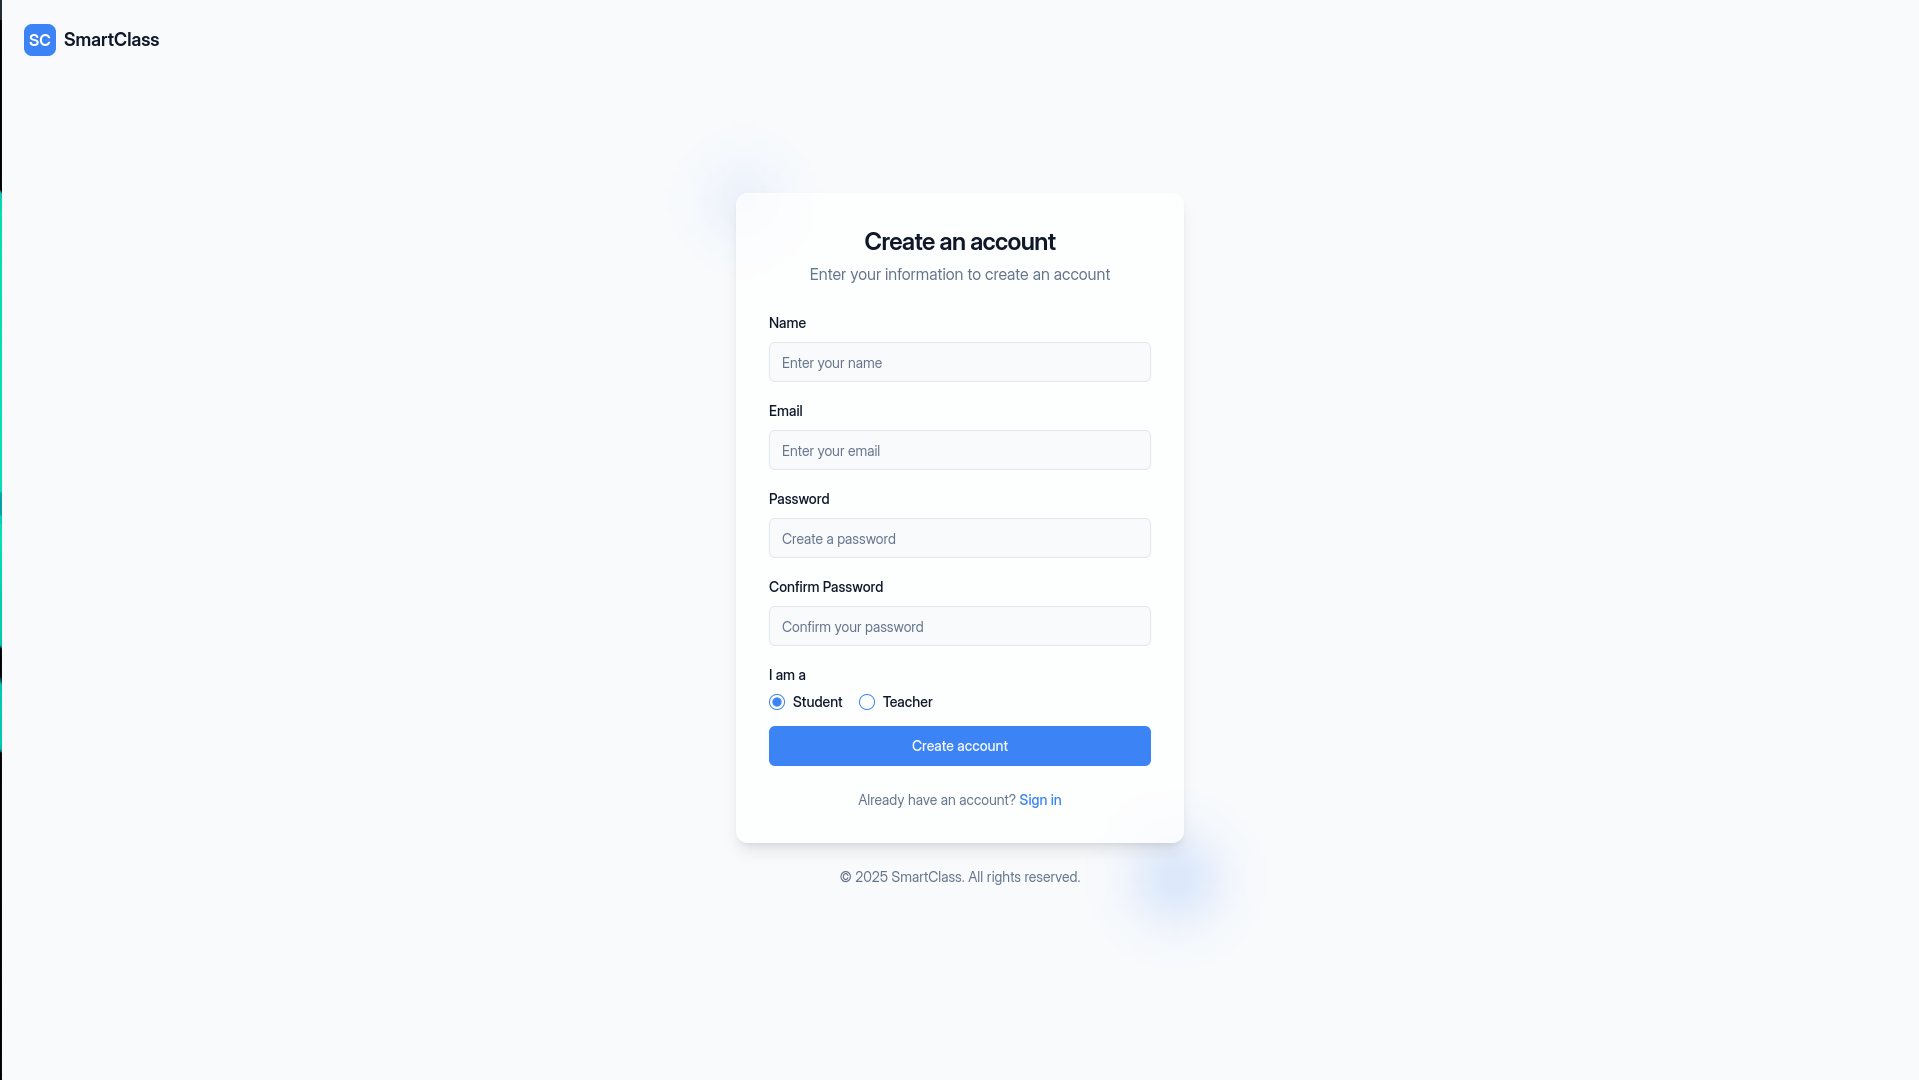 SC SmartClass
Create an account
Enter your information to create an account
Name
Enter your name
Email
Enter your email
Password
Create a password
Confirm Password
Confirm your password
I am a
Student Teacher
Create account
Already have an account? Sign in
© 2025 SmartClass. All rights reserved.